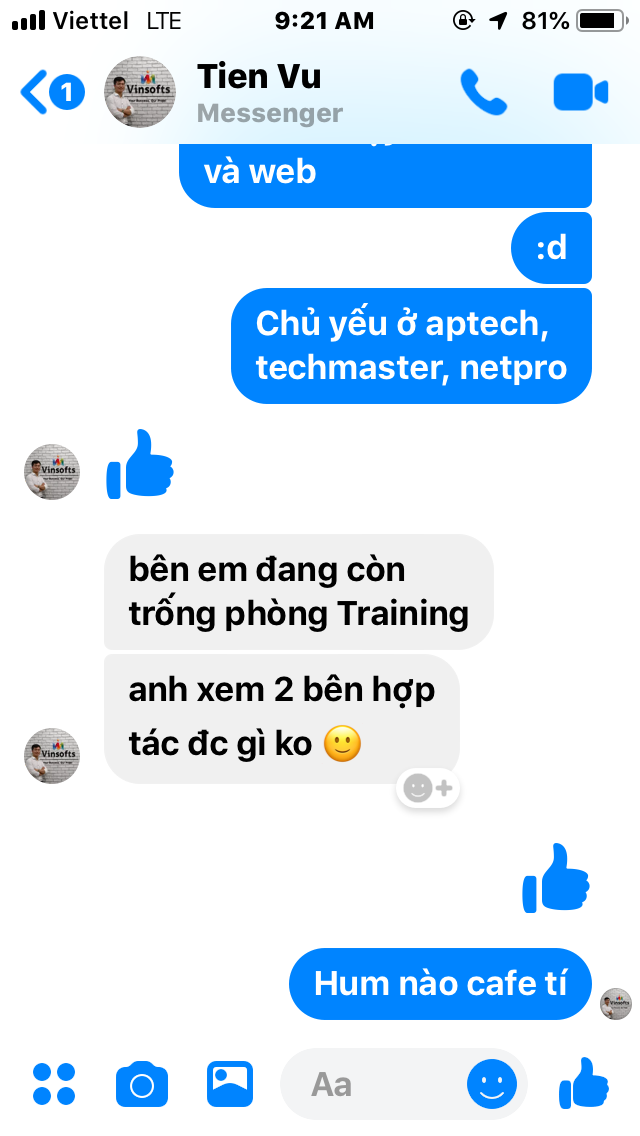 Viettel LTE 9:21 AM 81%
1
Tien Vu
Messenger
Vinsofts
và web
:d
Chủ yếu ở aptech,
techmaster, netpro
Vinsofts
bên em đang còn
trống phòng Training
anh xem 2 bên hợp
tác đc gì ko
Vinsofts
Hum nào cafe tí
Aa